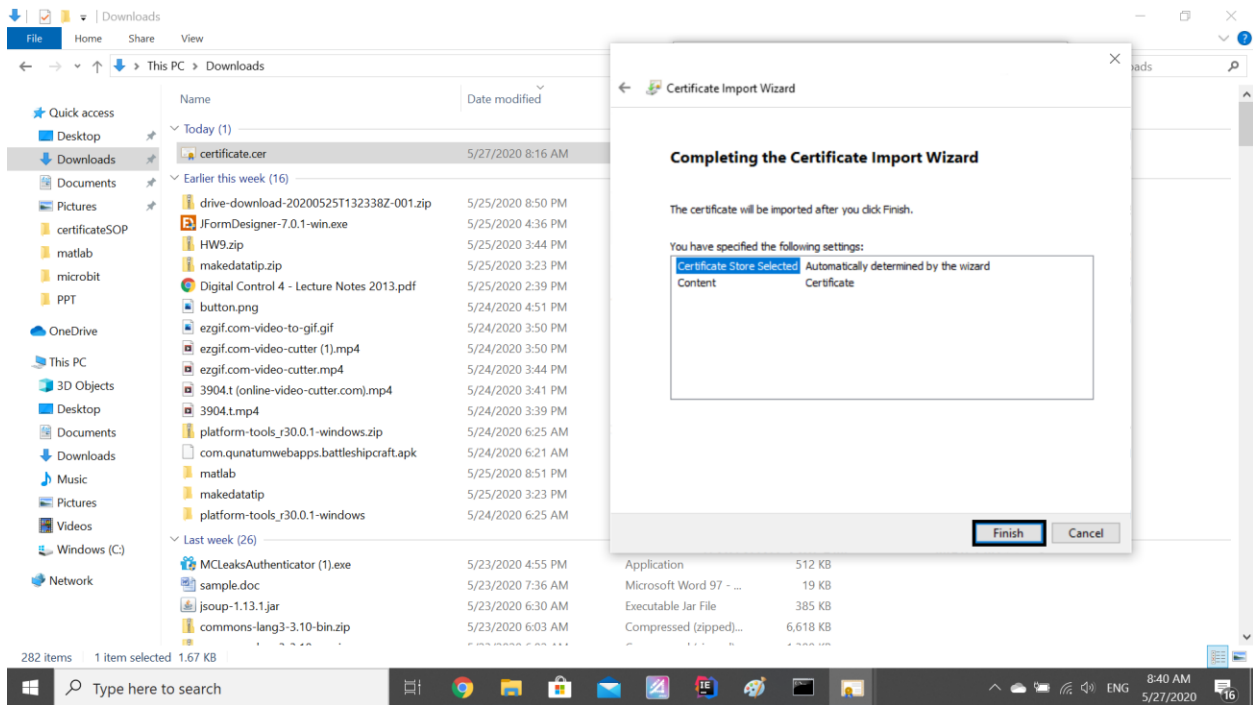 Downloads
File Home Share View
This PC > Downloads
ads
Quick access
Desktop
Downloads
Documents
Pictures
certificateSOP
matlab
microbit
PPT
OneDrive
This PC
3D Objects
Desktop
Documents
Downloads
Music
Pictures
Videos
Windows (C:)
Network
Name Date modified
Today (1)
certificate.cer 5/27/2020 8:16 AM
Earlier this week (16)
drive-download-20200525T132338Z-001.zip 5/25/2020 8:50 PM
JFormDesigner-7.0.1-win.exe 5/25/2020 4:36 PM
HW9.zip 5/25/2020 3:44 PM
makedatatip.zip 5/25/2020 3:23 PM
Digital Control 4 - Lecture Notes 2013.pdf 5/25/2020 2:39 PM
button.png 5/24/2020 4:51 PM
ezgif.com-video-to-gif.gif 5/24/2020 3:50 PM
ezgif.com-video-cutter (1).mp4 5/24/2020 3:50 PM
ezgif.com-video-cutter.mp4 5/24/2020 3:44 PM
3904.t (online-video-cutter.com).mp4 5/24/2020 3:41 PM
3904.t.mp4 5/24/2020 3:39 PM
platform-tools_r30.0.1-windows.zip 5/24/2020 6:25 AM
com.qunatumwebapps.battleshipcraft.apk 5/24/2020 6:21 AM
matlab 5/25/2020 8:51 PM
makedatatip 5/25/2020 3:23 PM
platform-tools_r30.0.1-windows 5/24/2020 6:25 AM
Last week (26)
MCLeaksAuthenticator (1).exe 5/23/2020 4:55 PM Application 512 KB
sample.doc 5/23/2020 7:36 AM Microsoft Word 97 - ... 19 KB
jsoup-1.13.1.jar 5/23/2020 6:30 AM Executable Jar File 385 KB
commons-lang3-3.10-bin.zip 5/23/2020 6:03 AM Compressed (zipped)... 6,618 KB
Certificate Import Wizard
Completing the Certificate Import Wizard
The certificate will be imported after you click Finish.
You have specified the following settings:
Certificate Store Selected Automatically determined by the wizard
Content Certificate
Finish Cancel
282 items 1 item selected 1.67 KB
Type here to search
IE
ENG
8:40 AM
5/27/2020
16